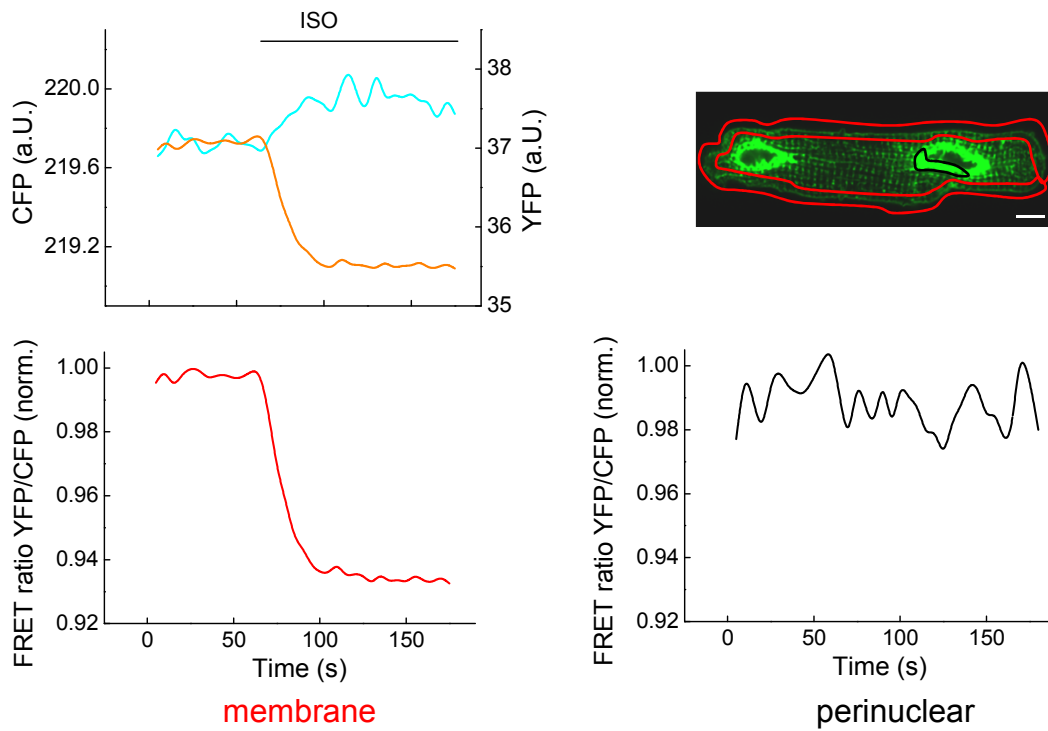 ISO
CFP (a.U.)
220.0
219.6
219.2
38
37
36
35
YFP (a.U.)
FRET ratio YFP/CFP (norm.)
1.00
0.98
0.96
0.94
0.92
0
50
100
150
Time (s)
membrane
FRET ratio YFP/CFP (norm.)
1.00
0.98
0.96
0.94
0.92
0
50
100
150
Time (s)
perinuclear